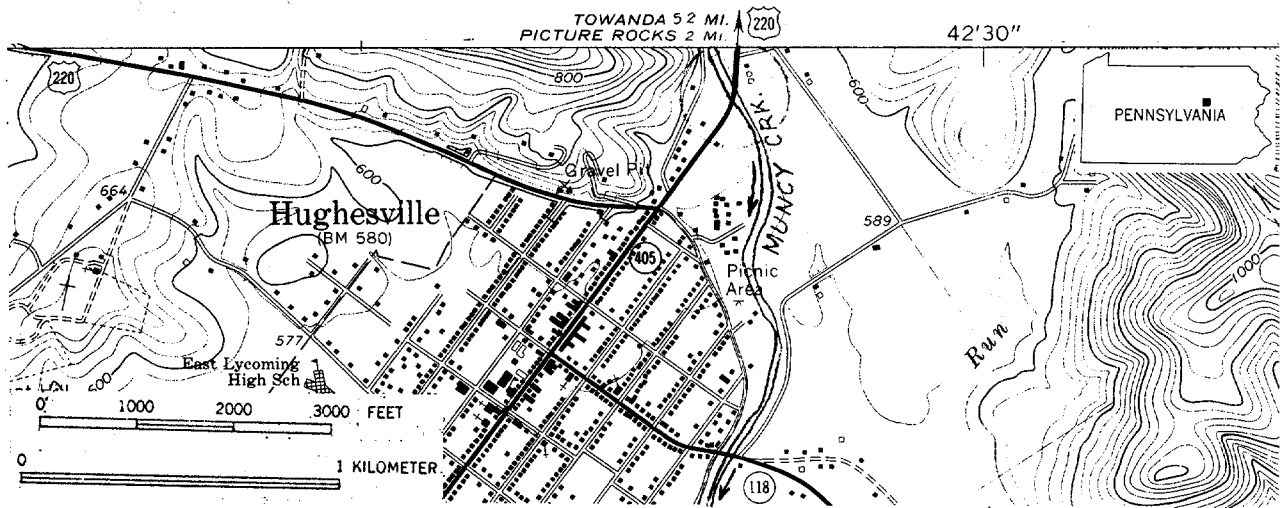 TOWANDA 52 MI.
PICTURE ROCKS 2 MI.
220
42'30"
220
800
600
PENNSYLVANIA
MUNCY CRK.
600
Gravel Pit
664
Hughesville
(BM 580)
589
405
Picnic
Area
1000
577
Run
East Lycoming
High Sch
600
0 1000 2000 3000 FEET
0 1 KILOMETER
118